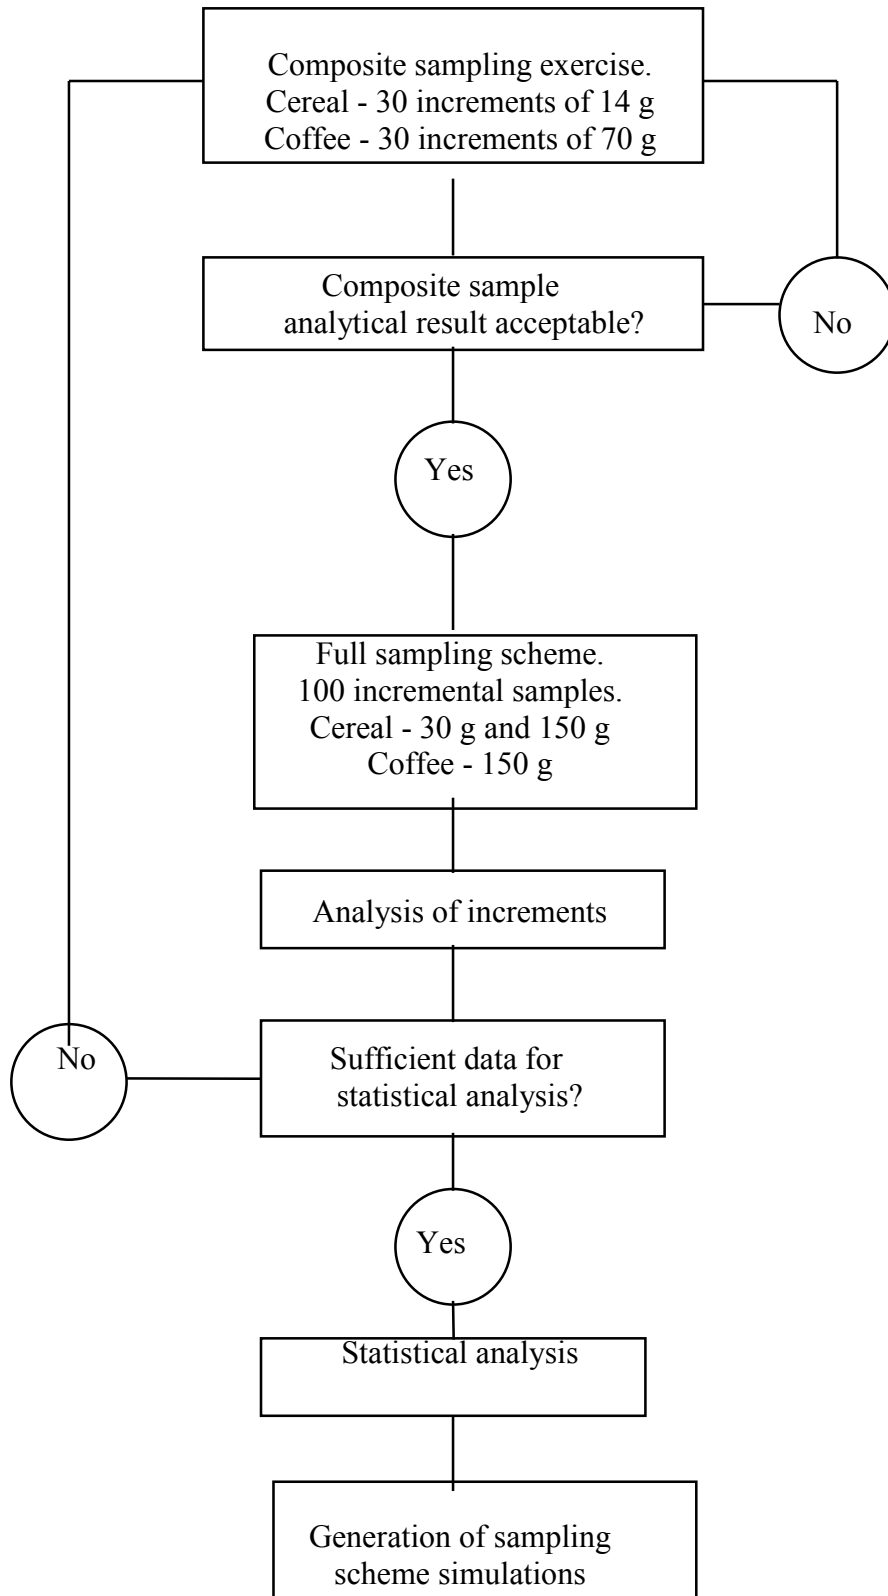 Composite sampling exercise.
Cereal - 30 increments of 14 g
Coffee - 30 increments of 70 g
Composite sample
analytical result acceptable?
No
Yes
Full sampling scheme.
100 incremental samples.
Cereal - 30 g and 150 g
Coffee - 150 g
Analysis of increments
No
Sufficient data for
statistical analysis?
Yes
Statistical analysis
Generation of sampling
scheme simulations